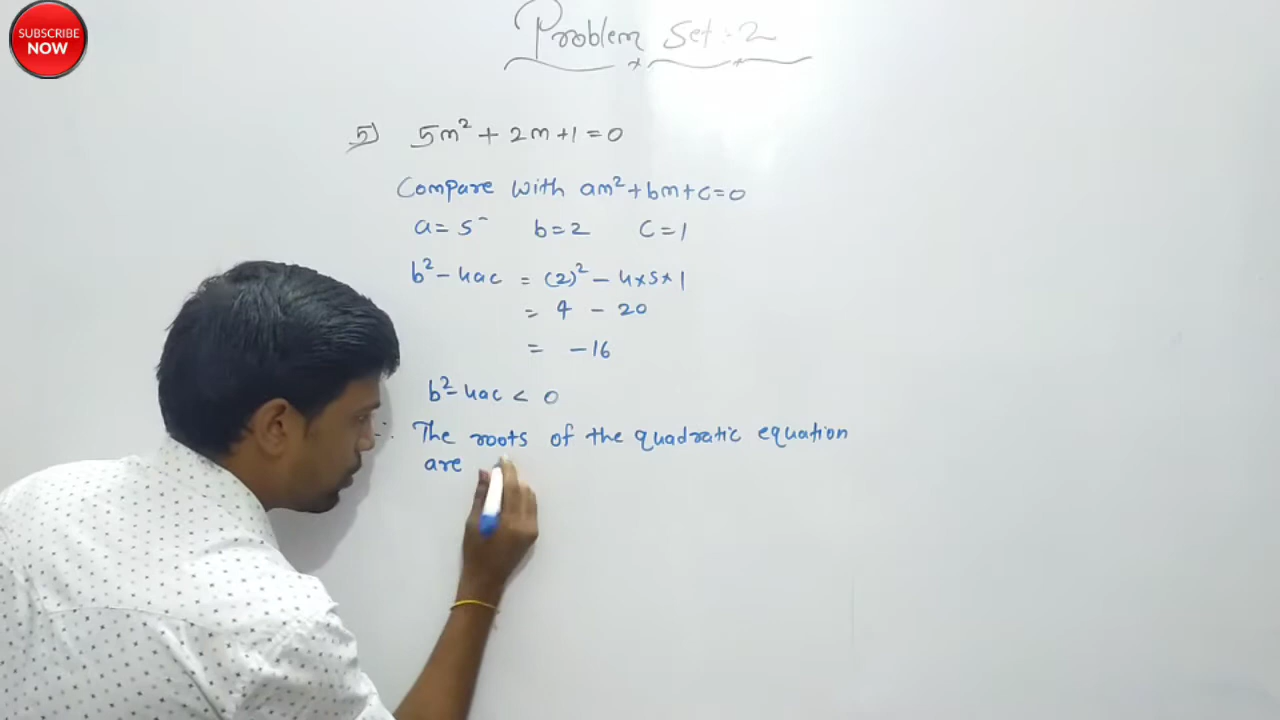 SUBSCRIBE
NOW
Problem Set: 2
5) 5m² + 2m + 1 = 0
Compare with am² + bm + c = 0
a = 5 b = 2 c = 1
b² - 4ac = (2)² - 4×5×1
= 4 - 20
= -16
b² - 4ac < 0
∴ The roots of the quadratic equation
are